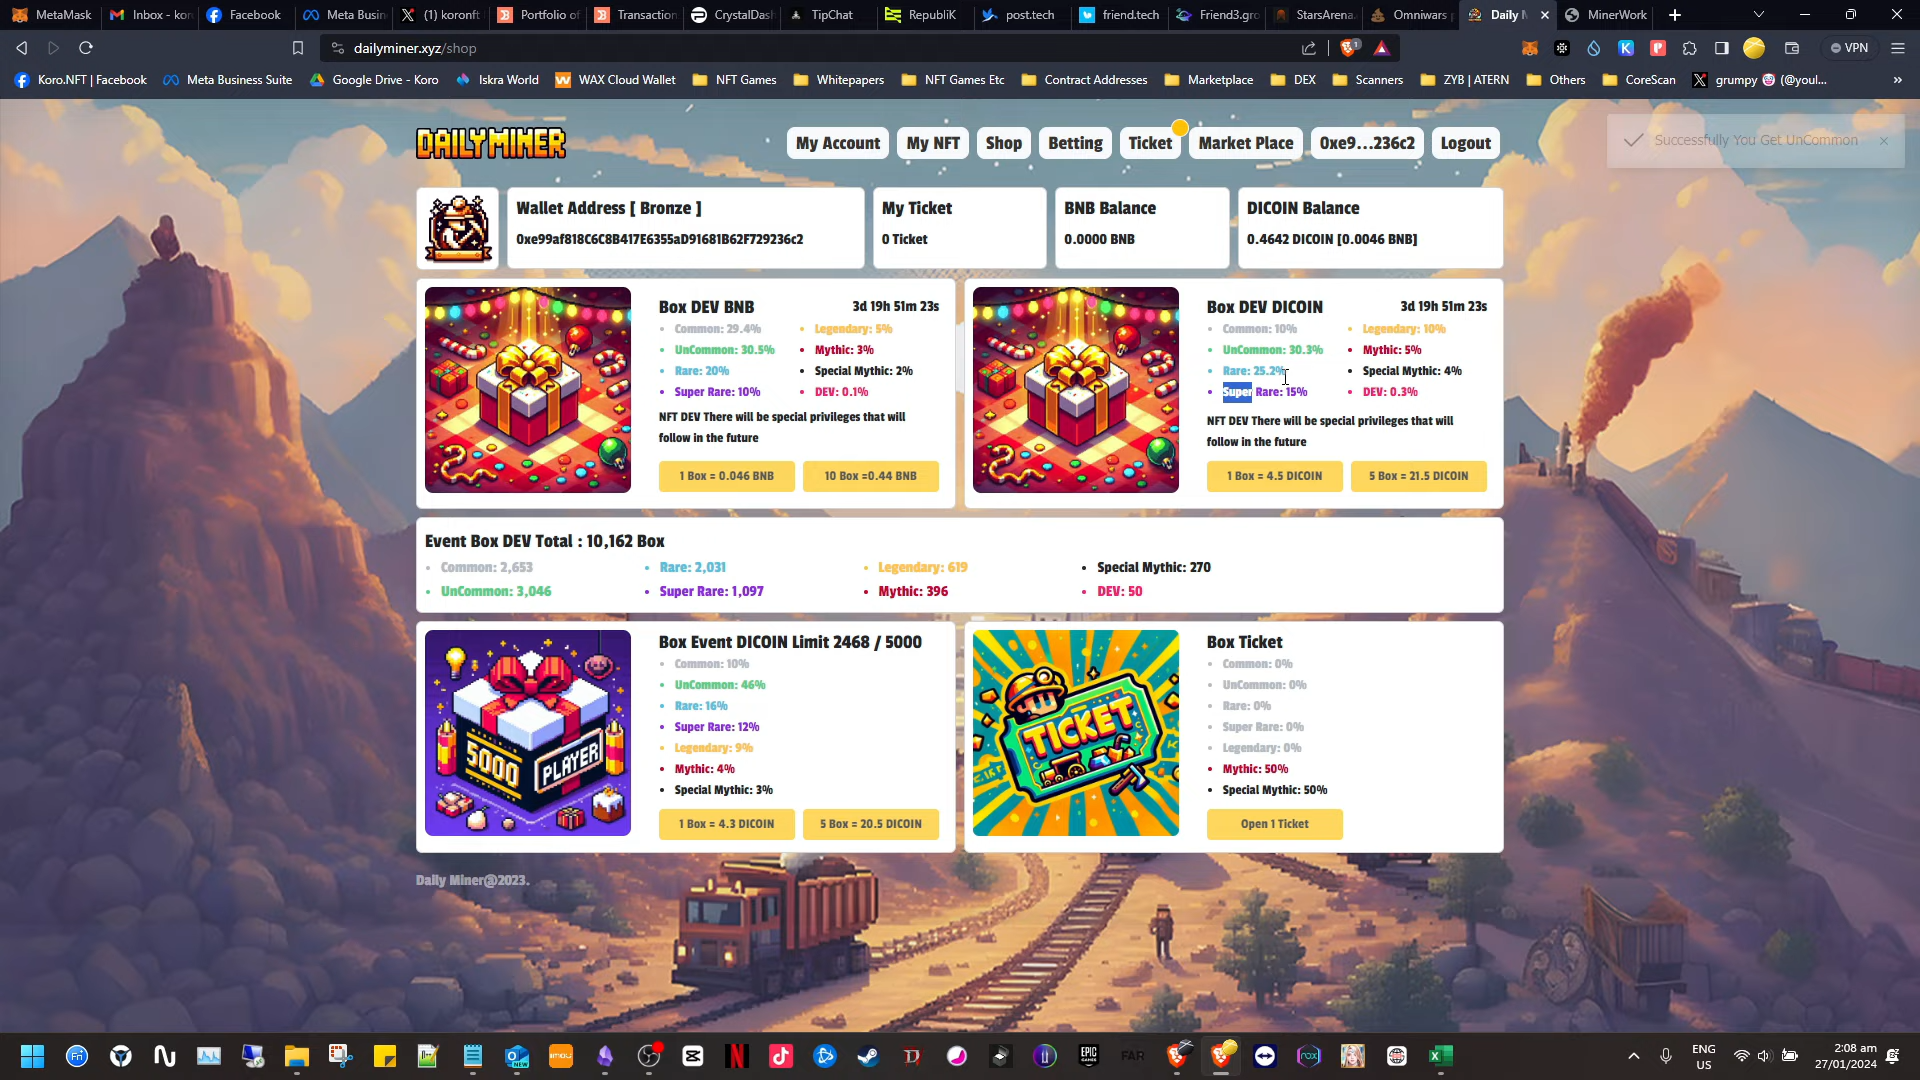 MetaMask
Inbox - kor
Facebook
Meta Busin
(1) koronft
Portfolio of
Transaction
CrystalDash
TipChat
RepubliK
post.tech
friend.tech
Friend3.gro
StarsArena.
Omniwars
Daily M
MinerWork
dailyminer.xyz/shop
VPN
Koro.NFT | Facebook
Meta Business Suite
Google Drive - Koro
Iskra World
WAX Cloud Wallet
NFT Games
Whitepapers
NFT Games Etc
Contract Addresses
Marketplace
DEX
Scanners
ZYB | ATERN
Others
CoreScan
grumpy (@youl...
DAILY MINER
My Account
My NFT
Shop
Betting
Ticket
Market Place
0xe9...236c2
Logout
Successfully You Get UnCommon
Wallet Address [ Bronze ]
0xe99af818C6C8B417E6355aD91681B62F729236c2
My Ticket
0 Ticket
BNB Balance
0.0000 BNB
DICOIN Balance
0.4642 DICOIN [0.0046 BNB]
Box DEV BNB
3d 19h 51m 23s
Common: 29.4%
Legendary: 5%
UnCommon: 30.5%
Mythic: 3%
Rare: 20%
Special Mythic: 2%
Super Rare: 10%
DEV: 0.1%
NFT DEV There will be special privileges that will
follow in the future
1 Box = 0.046 BNB
10 Box =0.44 BNB
Box DEV DICOIN
3d 19h 51m 23s
Common: 10%
Legendary: 10%
UnCommon: 30.3%
Mythic: 5%
Rare: 25.2%
Special Mythic: 4%
Super Rare: 15%
DEV: 0.3%
NFT DEV There will be special privileges that will
follow in the future
1 Box = 4.5 DICOIN
5 Box = 21.5 DICOIN
Event Box DEV Total : 10,162 Box
Common: 2,653
Rare: 2,031
Legendary: 619
Special Mythic: 270
UnCommon: 3,046
Super Rare: 1,097
Mythic: 396
DEV: 50
5000
PLAYER
Box Event DICOIN Limit 2468 / 5000
Common: 10%
UnCommon: 46%
Rare: 16%
Super Rare: 12%
Legendary: 9%
Mythic: 4%
Special Mythic: 3%
1 Box = 4.3 DICOIN
5 Box = 20.5 DICOIN
TICKET
Box Ticket
Common: 0%
UnCommon: 0%
Rare: 0%
Super Rare: 0%
Legendary: 0%
Mythic: 50%
Special Mythic: 50%
Open 1 Ticket
Daily Miner@2023.
ENG
US
2:08 am
27/01/2024